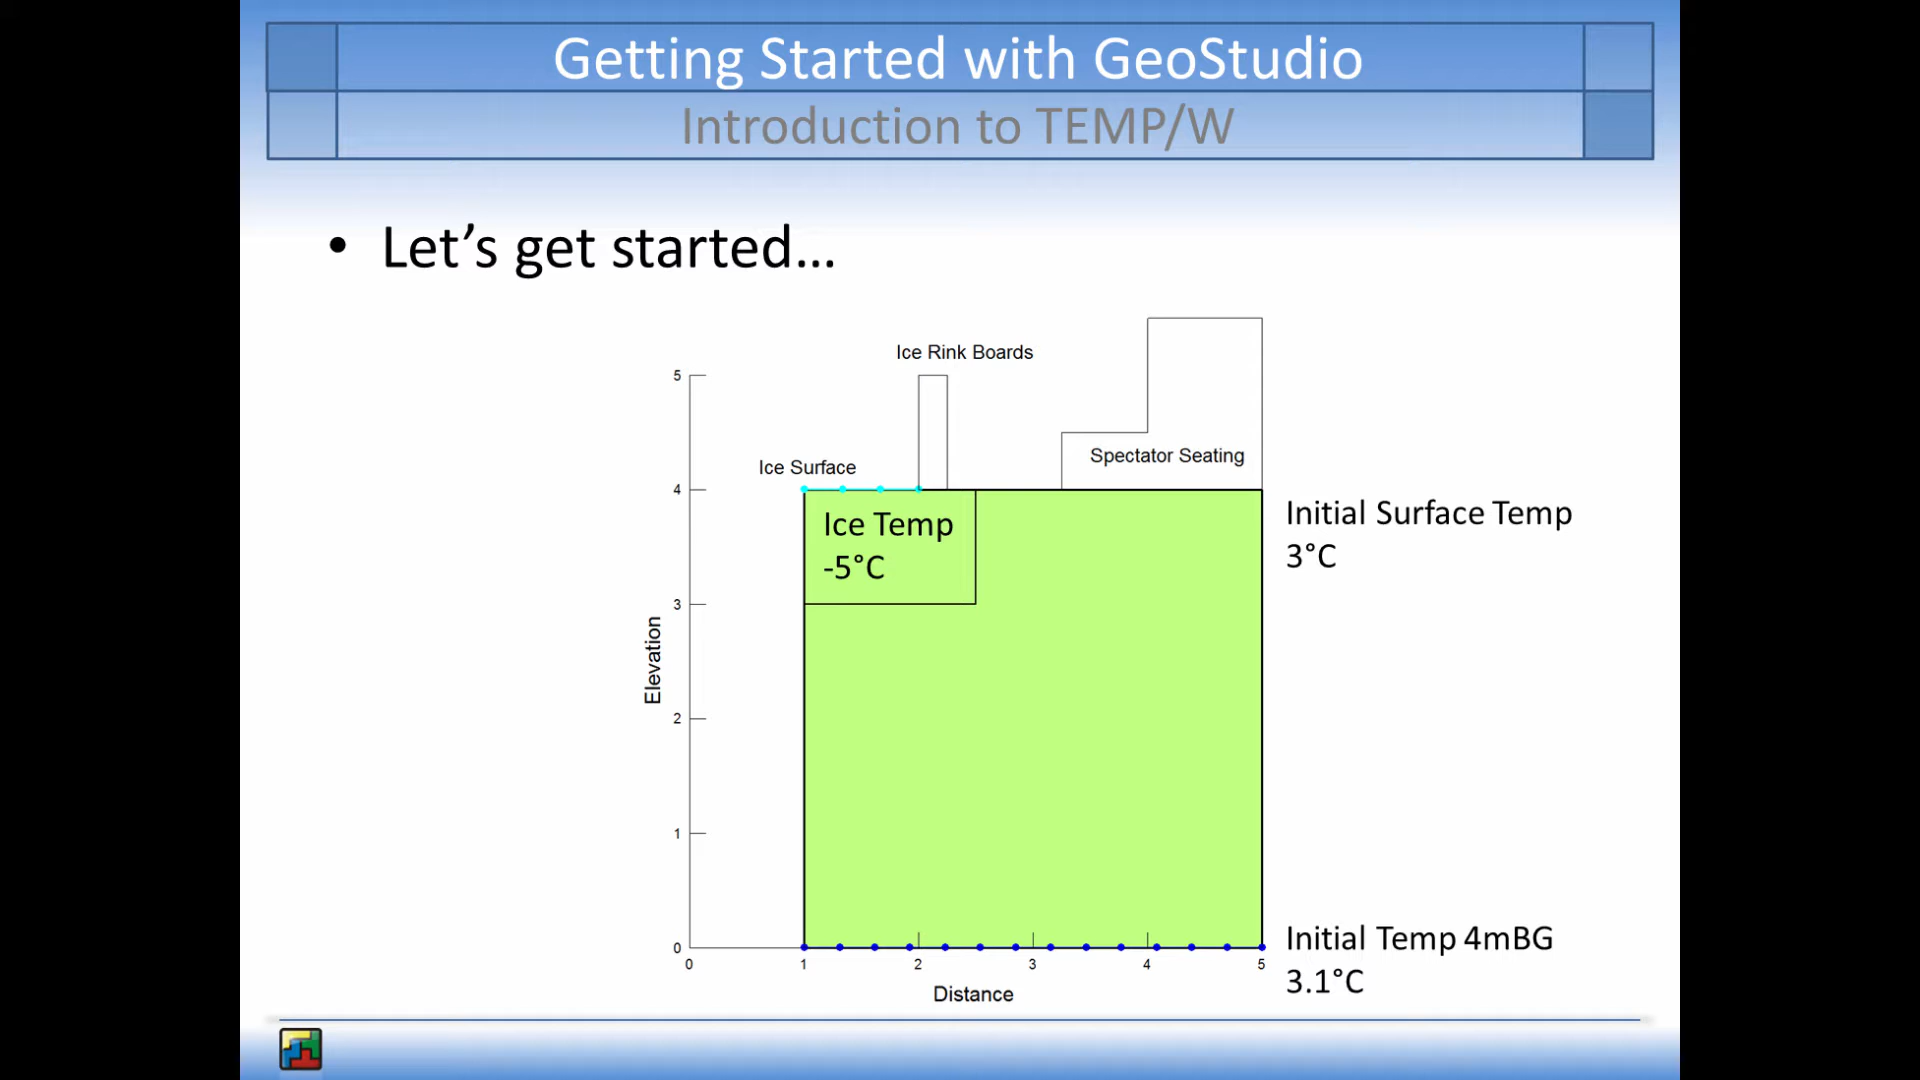 Getting Started with GeoStudio
Introduction to TEMP/W
• Let’s get started…
Ice Rink Boards
5
Spectator Seating
Ice Surface
4
Ice Temp
-5°C
Initial Surface Temp
3°C
3
Elevation
2
1
0
0 1 2 3 4 5
Distance
Initial Temp 4mBG
3.1°C